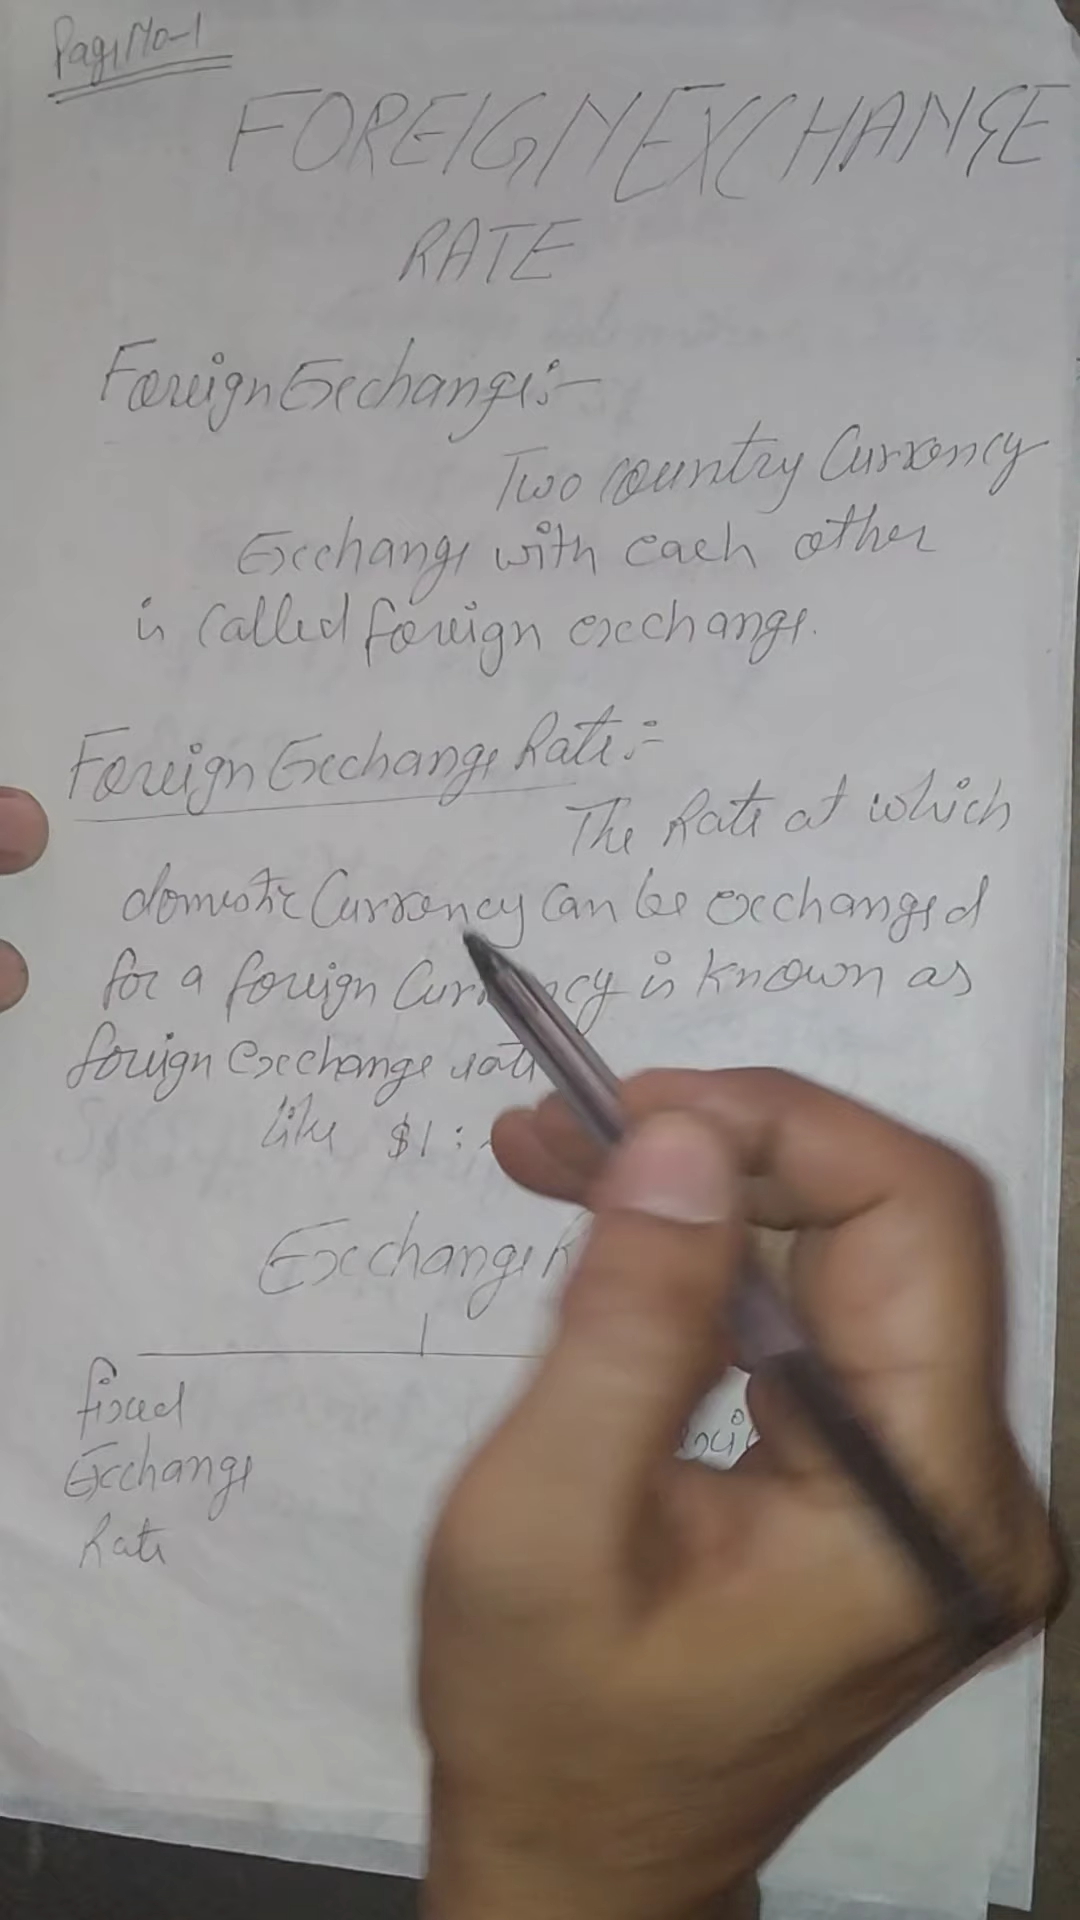 Page No-1
FOREIGN EXCHANGE
RATE
Foreign Exchange:-
Two country Currency
Exchange with each other
is called foreign exchange.
Foreign Exchange Rate:-
The Rate at which
domestic Currency can be exchanged
for a foreign Currency is known as
foreign exchange rate
like $1 :
Exchange R
fixed
Exchange
Rate